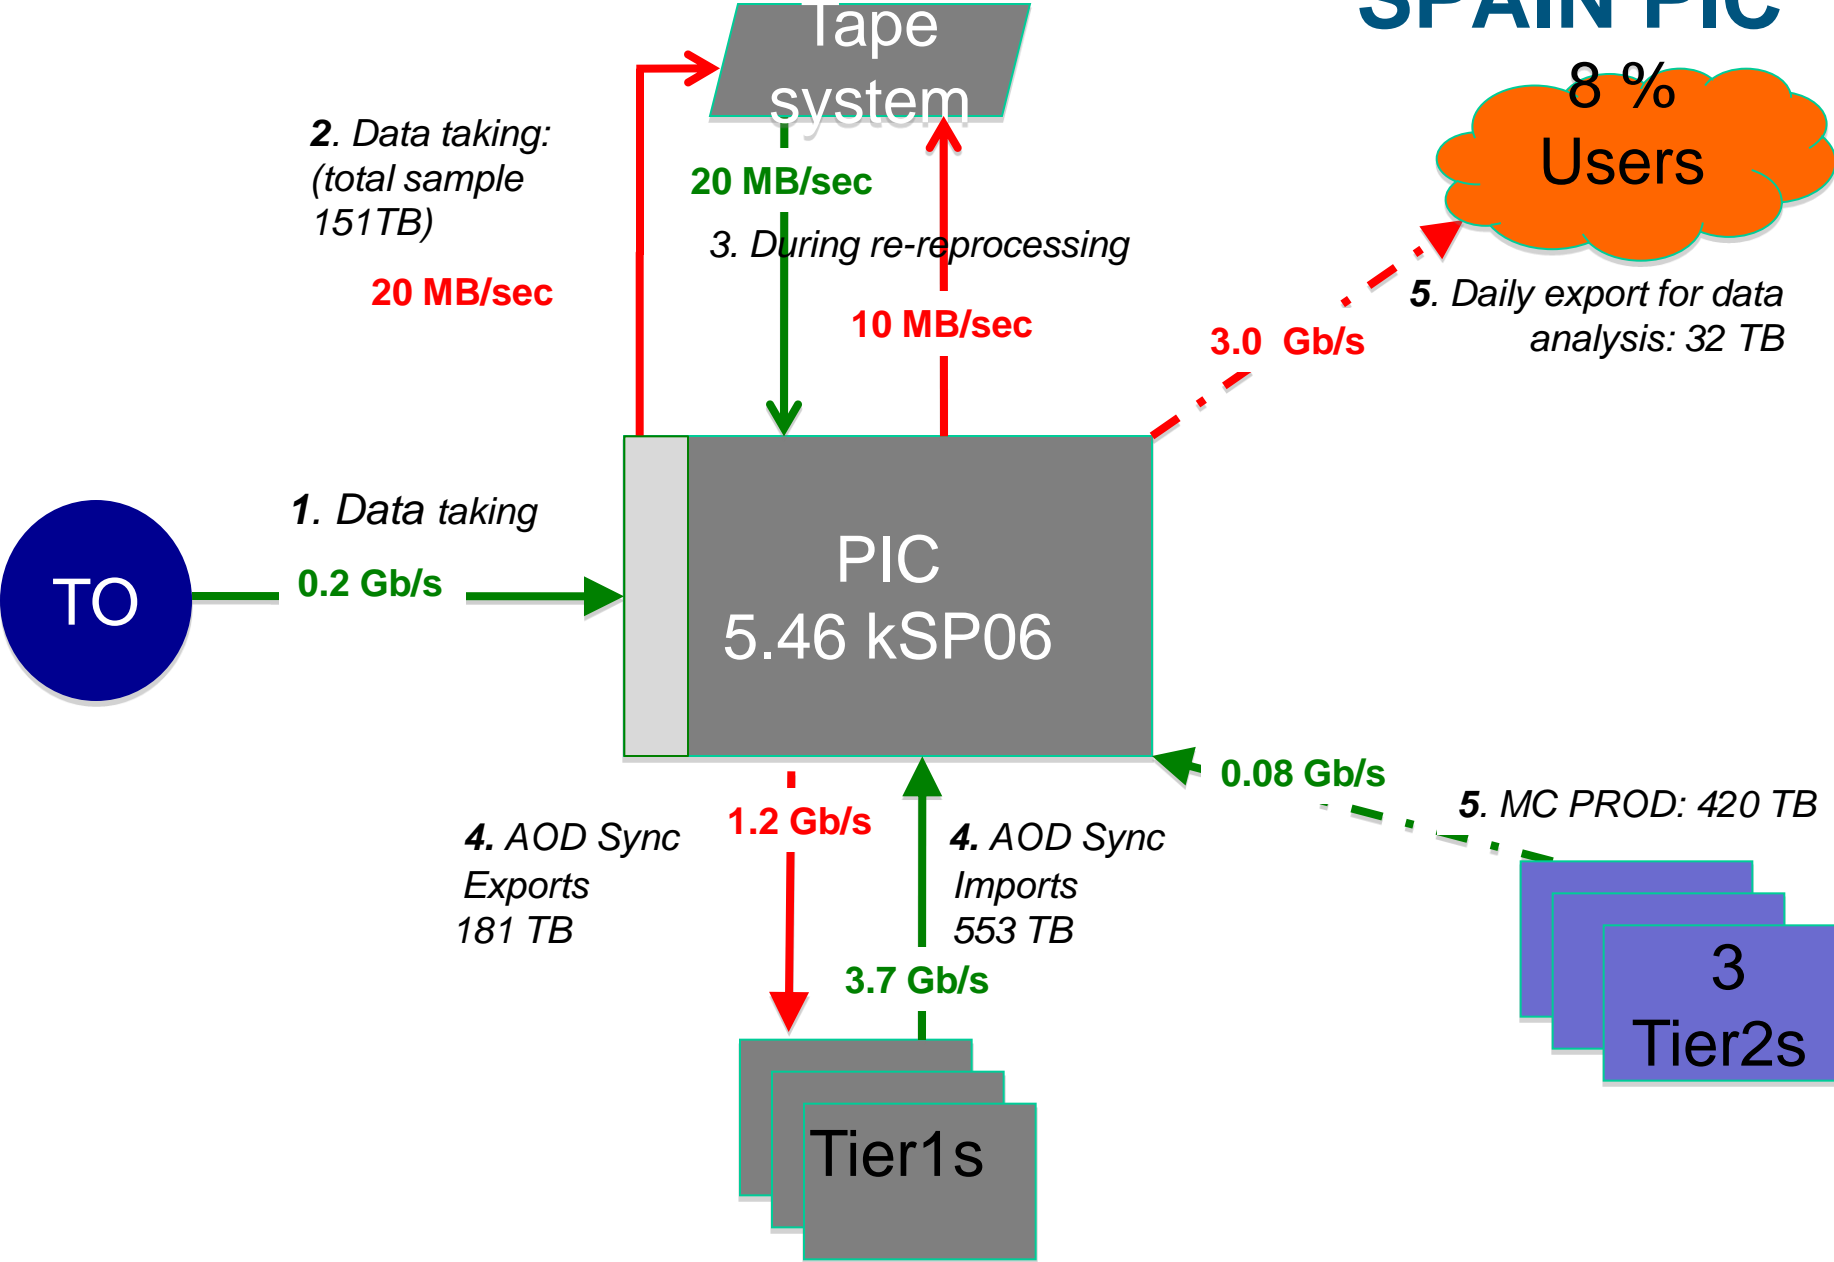 SPAIN PIC
Tape
system
8 %
Users
2. Data taking:
(total sample
151TB)
20 MB/sec
20 MB/sec
3. During re-reprocessing
10 MB/sec
3.0 Gb/s
5. Daily export for data
analysis: 32 TB
1. Data taking
0.2 Gb/s
TO
PIC
5.46 kSP06
0.08 Gb/s
5. MC PROD: 420 TB
1.2 Gb/s
4. AOD Sync
Exports
181 TB
4. AOD Sync
Imports
553 TB
3.7 Gb/s
3
Tier2s
Tier1s